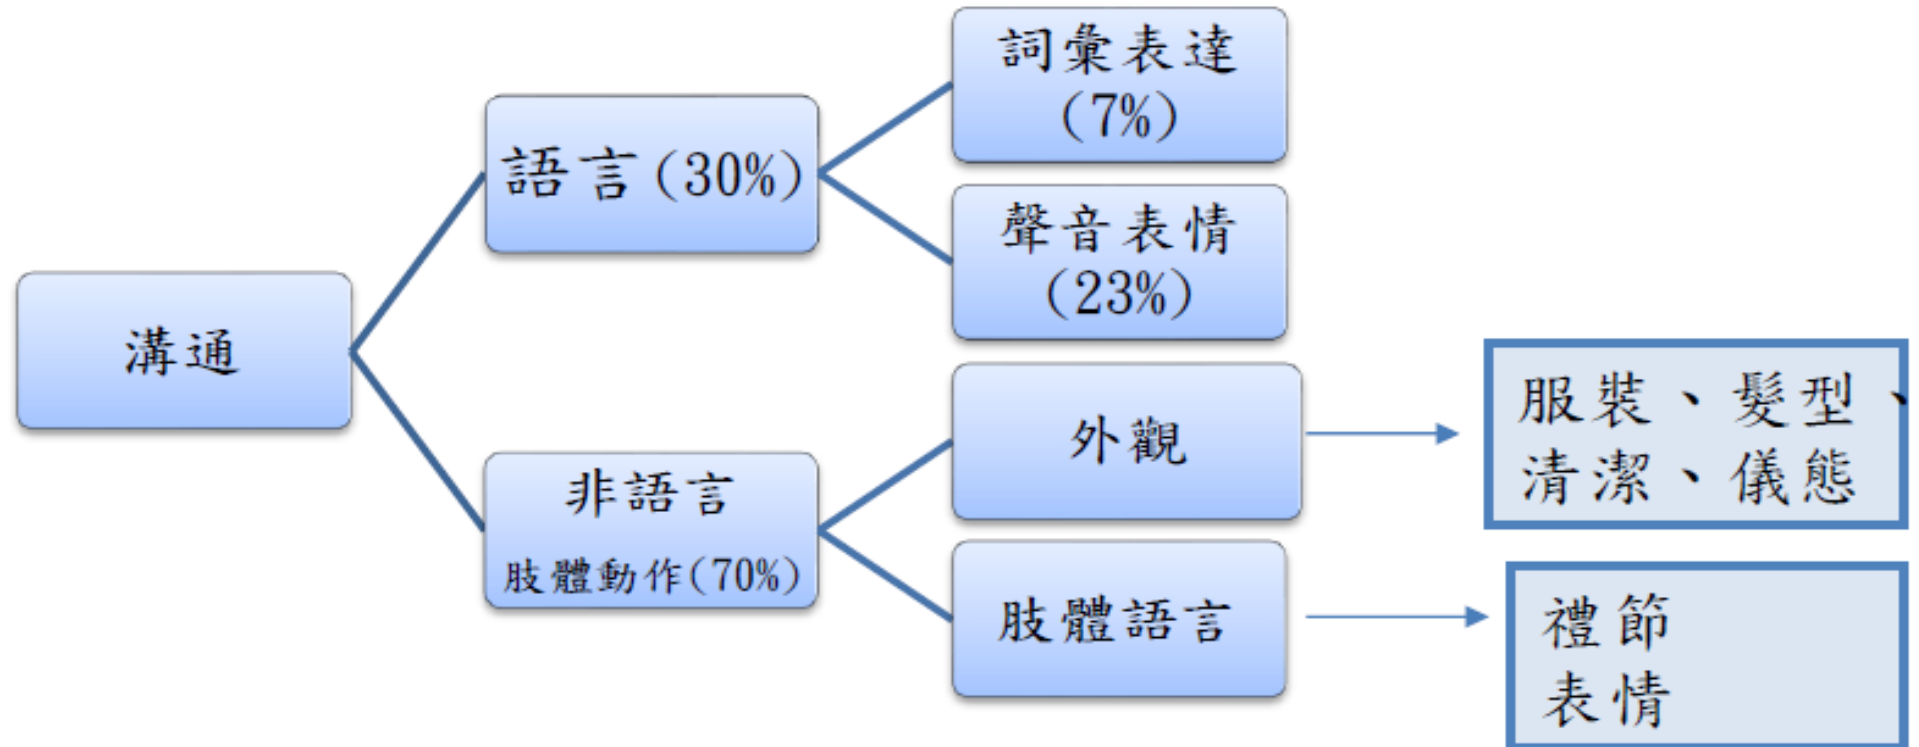 溝通
語言(30%)
詞彙表達
(7%)
聲音表情
(23%)
非語言
肢體動作(70%)
外觀
服裝、髮型、
清潔、儀態
肢體語言
禮節
表情